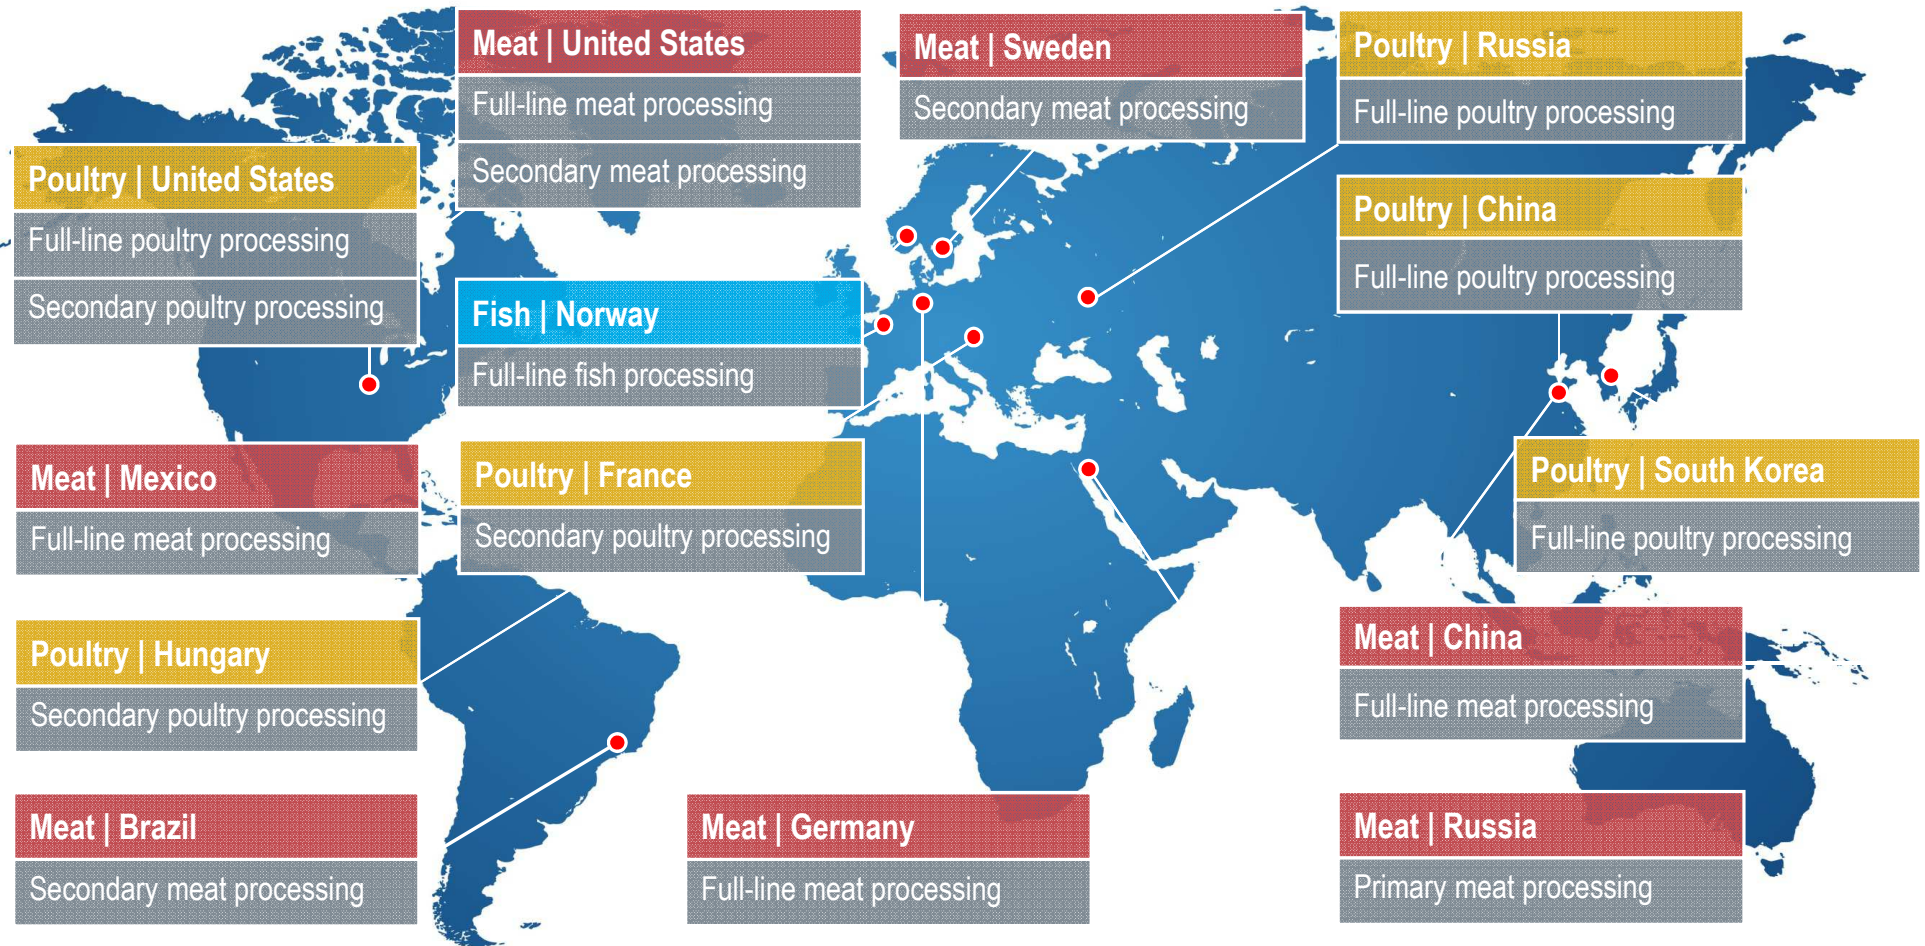 Meat | United States
Full-line meat processing
Secondary meat processing
Meat | Sweden
Secondary meat processing
Poultry | Russia
Full-line poultry processing
Poultry | United States
Full-line poultry processing
Secondary poultry processing
Poultry | China
Full-line poultry processing
Fish | Norway
Full-line fish processing
Meat | Mexico
Full-line meat processing
Poultry | France
Secondary poultry processing
Poultry | South Korea
Full-line poultry processing
Poultry | Hungary
Secondary poultry processing
Meat | China
Full-line meat processing
Meat | Brazil
Secondary meat processing
Meat | Germany
Full-line meat processing
Meat | Russia
Primary meat processing